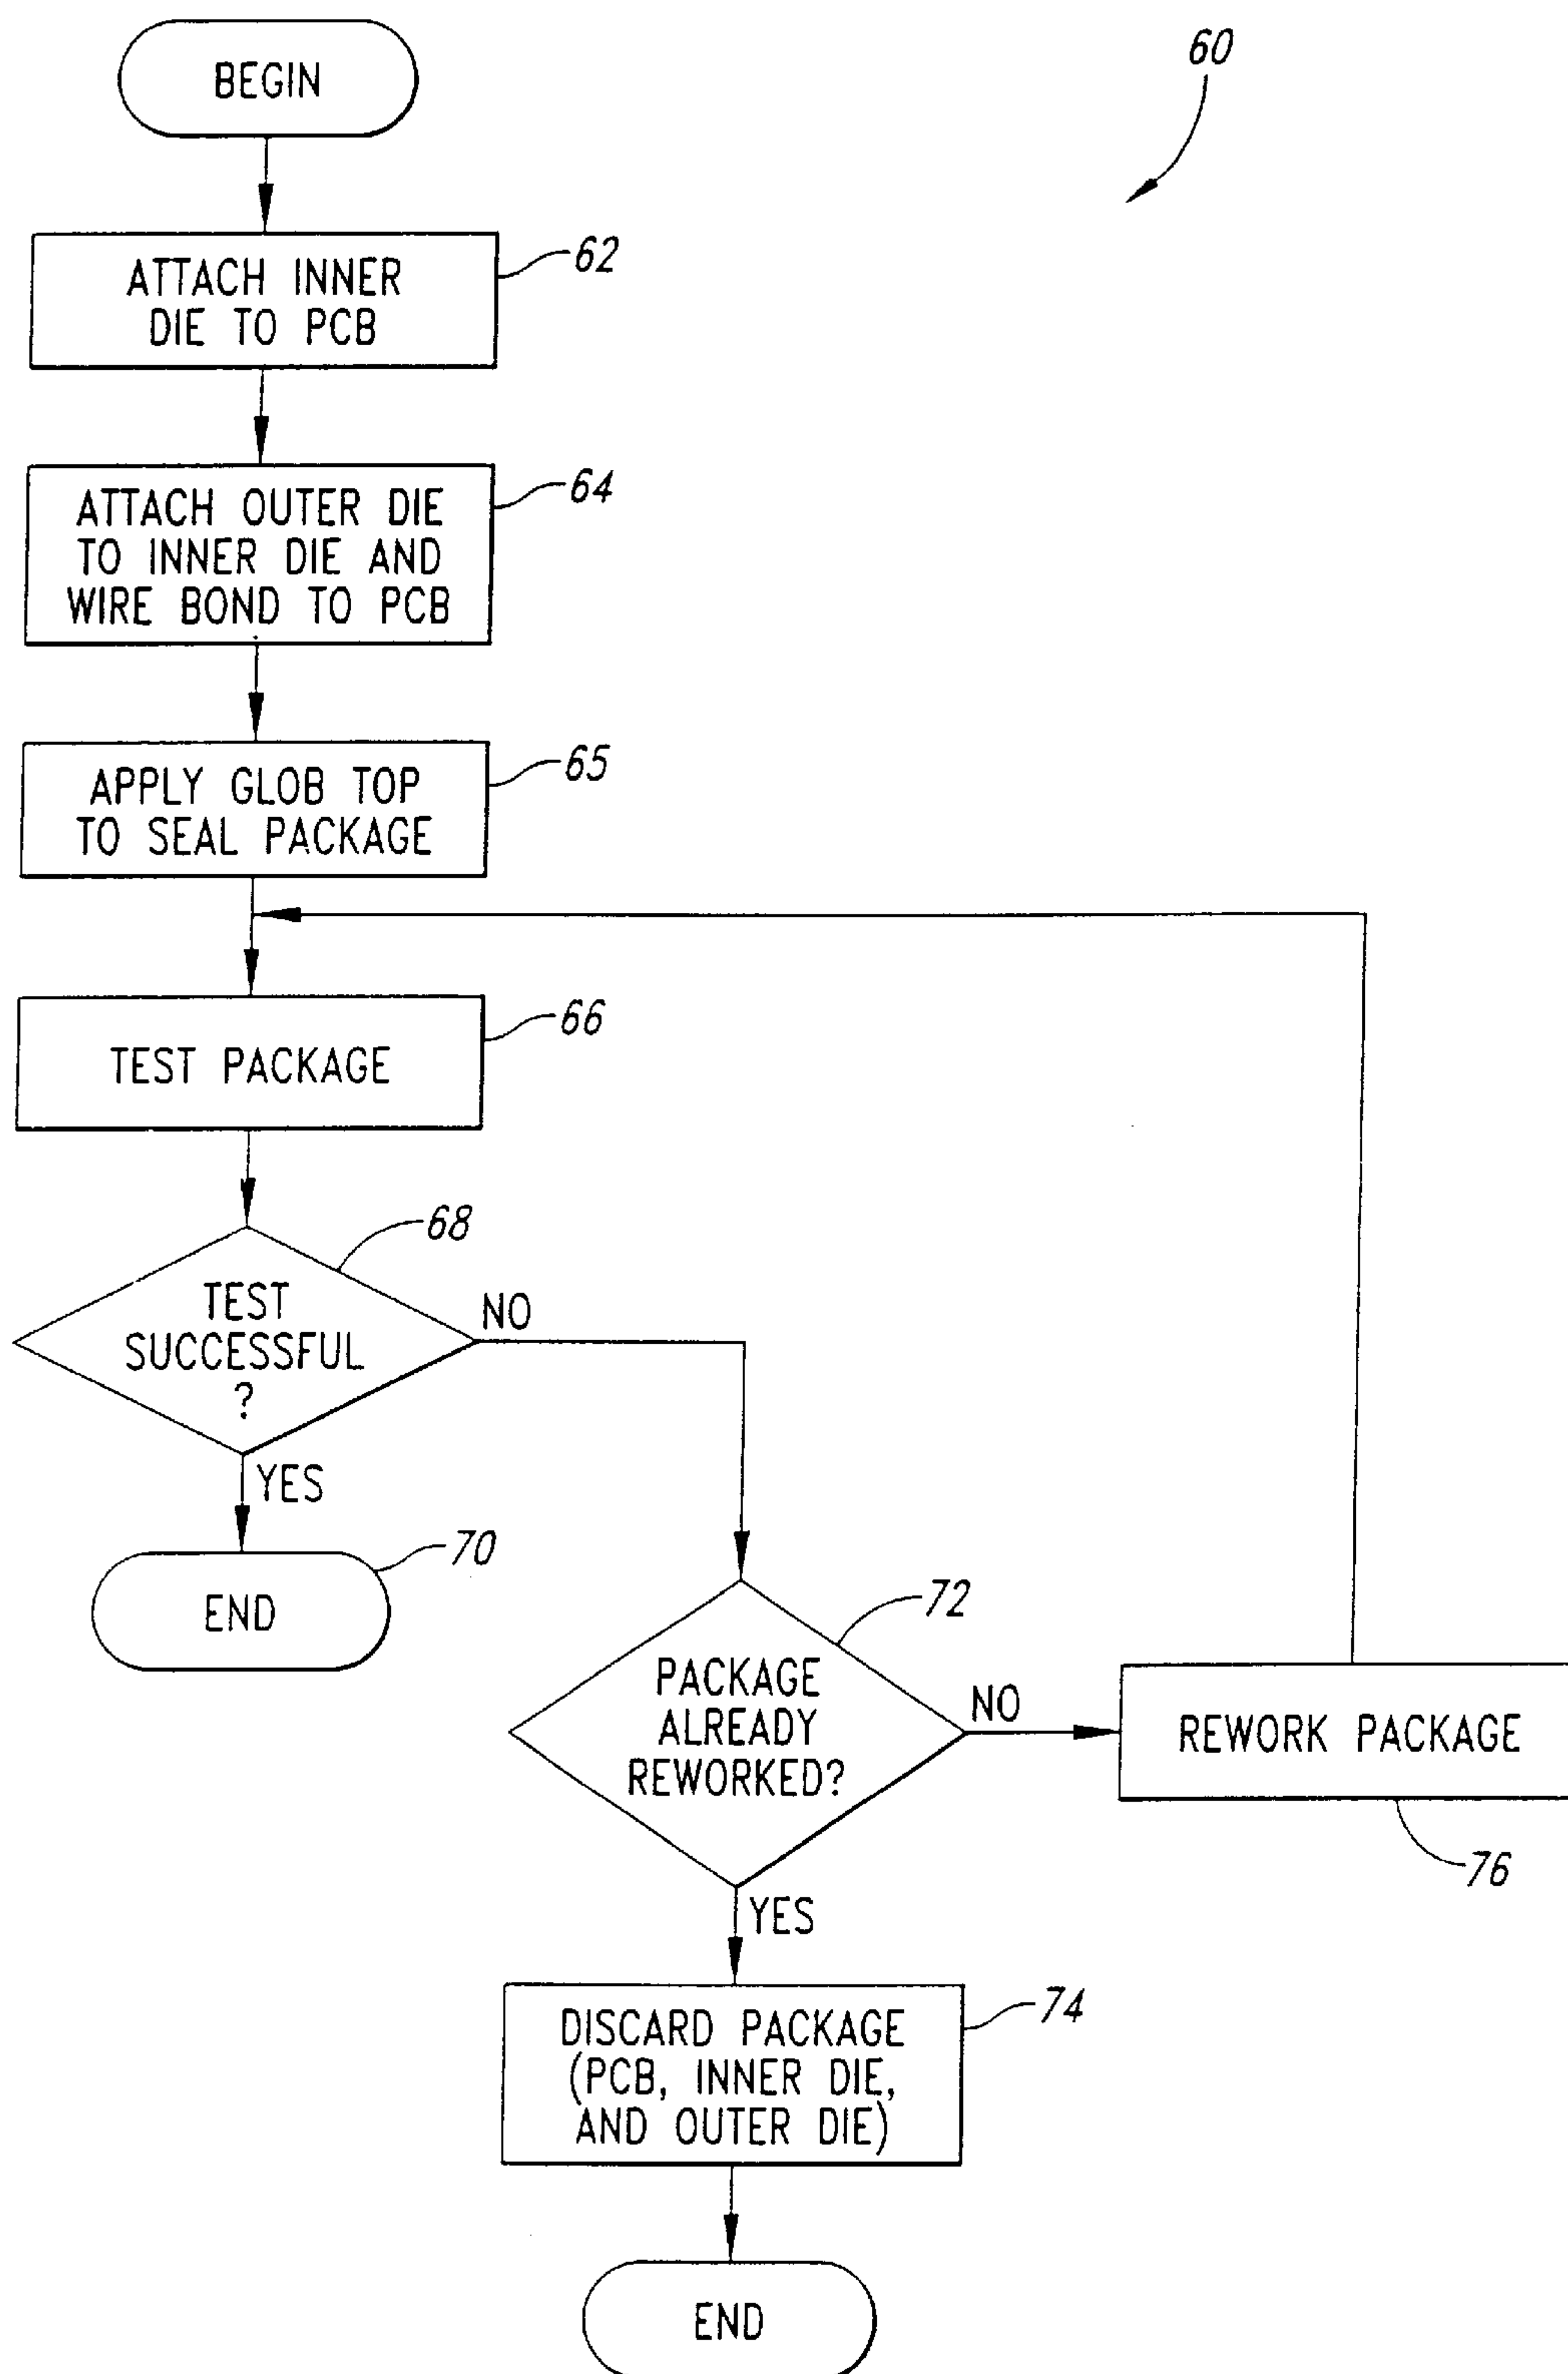 BEGIN
60
ATTACH INNER
DIE TO PCB
62
ATTACH OUTER DIE
TO INNER DIE AND
WIRE BOND TO PCB
64
APPLY GLOB TOP
TO SEAL PACKAGE
65
TEST PACKAGE
66
TEST
SUCCESSFUL
?
68
NO
YES
END
70
PACKAGE
ALREADY
REWORKED?
72
NO
REWORK PACKAGE
76
YES
DISCARD PACKAGE
(PCB, INNER DIE,
AND OUTER DIE)
74
END